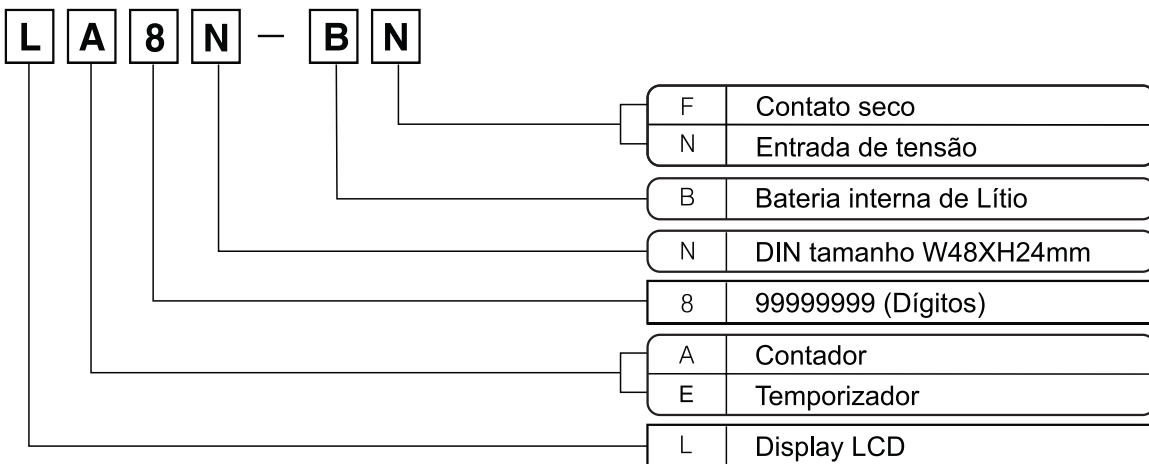 L A 8 N - B N
F Contato seco
N Entrada de tensão
B Bateria interna de Lítio
N DIN tamanho W48XH24mm
8 99999999 (Dígitos)
A Contador
E Temporizador
L Display LCD